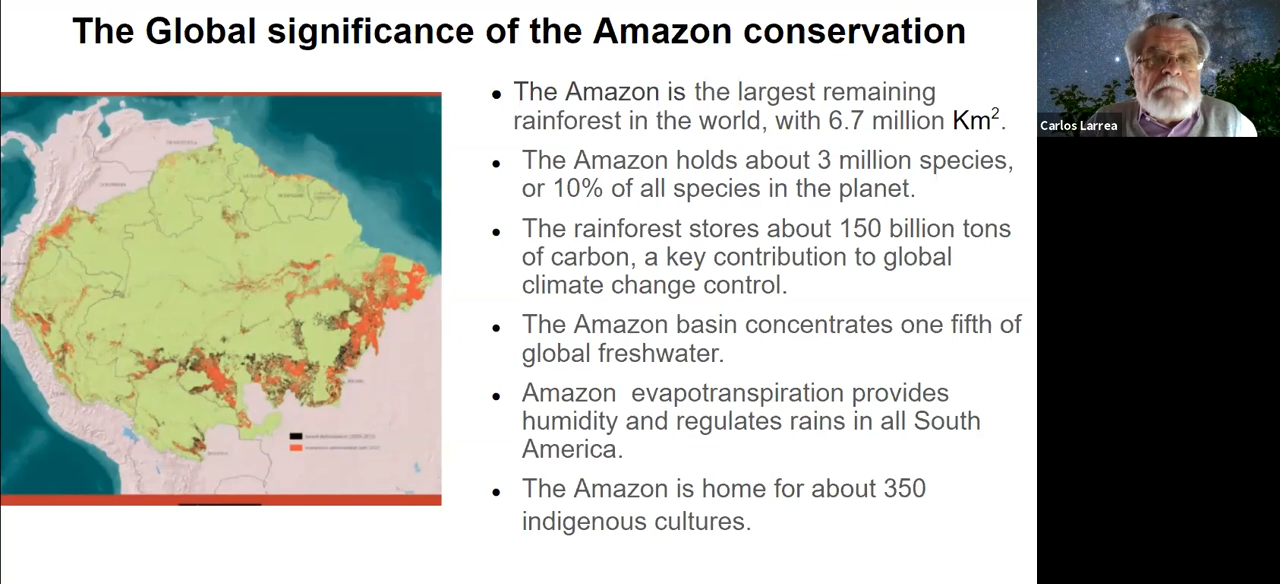 The Global significance of the Amazon conservation
Carlos Larrea
● The Amazon is the largest remaining
rainforest in the world, with 6.7 million Km².
● The Amazon holds about 3 million species,
or 10% of all species in the planet.
● The rainforest stores about 150 billion tons
of carbon, a key contribution to global
climate change control.
● The Amazon basin concentrates one fifth of
global freshwater.
● Amazon evapotranspiration provides
humidity and regulates rains in all South
America.
● The Amazon is home for about 350
indigenous cultures.